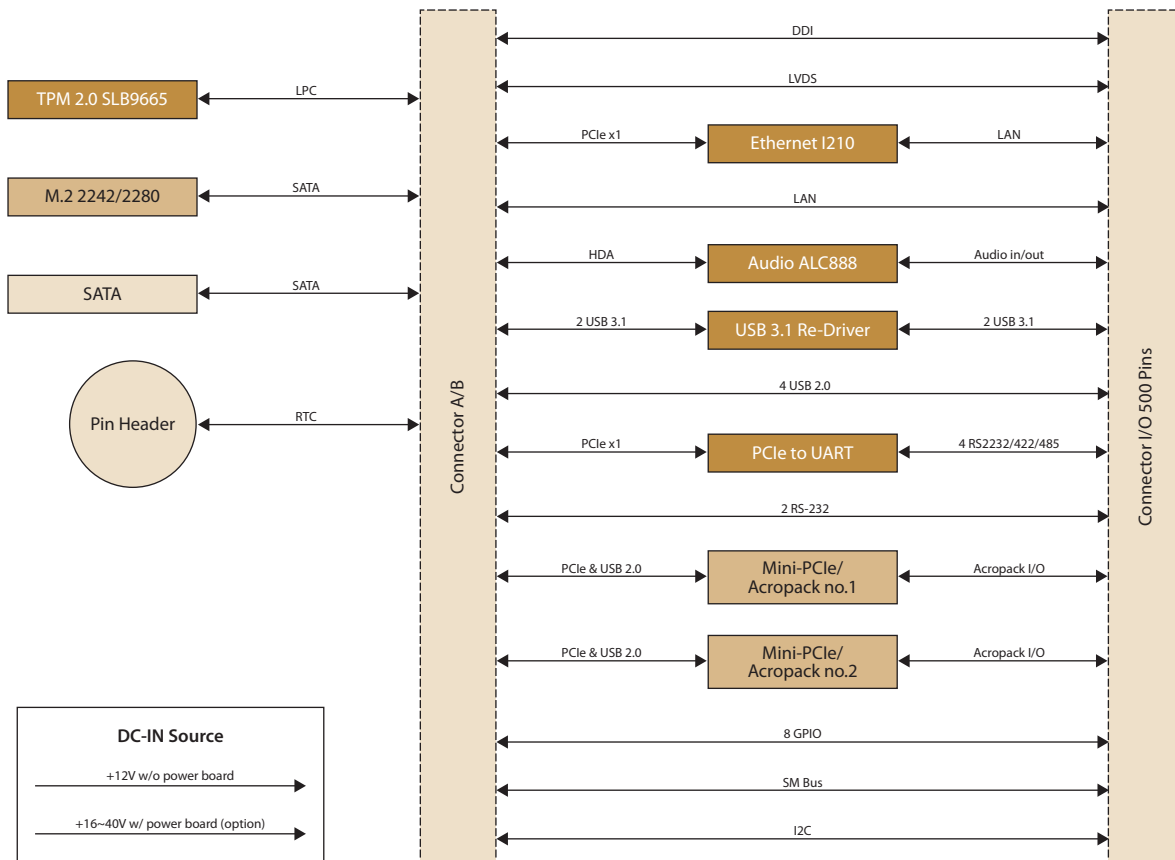 DDI
LVDS
TPM 2.0 SLB9665
LPC
PCIe x1
Ethernet I210
LAN
M.2 2242/2280
SATA
LAN
HDA
Audio ALC888
Audio in/out
SATA
SATA
2 USB 3.1
USB 3.1 Re-Driver
2 USB 3.1
Connector A/B
Connector I/O 500 Pins
4 USB 2.0
Pin Header
RTC
PCIe x1
PCIe to UART
4 RS2232/422/485
2 RS-232
PCIe & USB 2.0
Mini-PCIe/
Acropack no.1
Acropack I/O
PCIe & USB 2.0
Mini-PCIe/
Acropack no.2
Acropack I/O
DC-IN Source
+12V w/o power board
+16~40V w/ power board (option)
8 GPIO
SM Bus
I2C